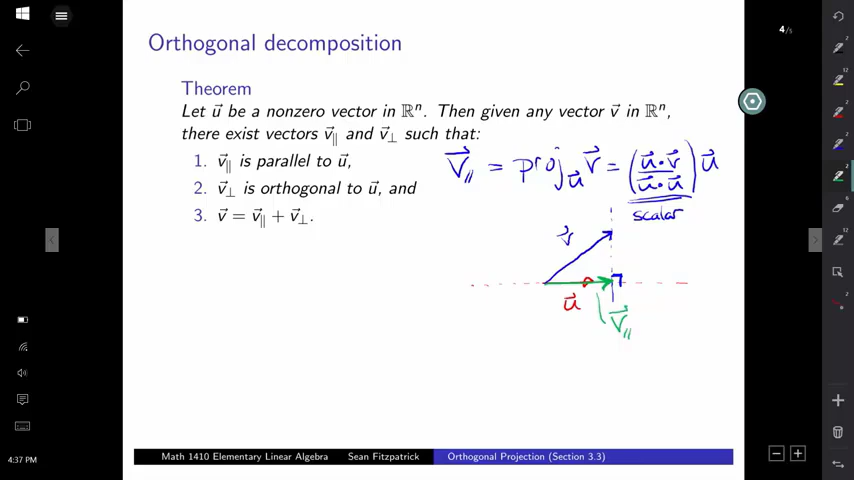 4/5
Orthogonal decomposition
Theorem
Let u⃗ be a nonzero vector in ℝⁿ. Then given any vector v⃗ in ℝⁿ,
there exist vectors v⃗∥ and v⃗⊥ such that:
1. v⃗∥ is parallel to u⃗,
2. v⃗⊥ is orthogonal to u⃗, and
3. v⃗ = v⃗∥ + v⃗⊥.
v⃗∥ = proj_u⃗ v⃗ = (u⃗·v⃗ / u⃗·u⃗) u⃗
scalar
v⃗
u⃗
v⃗∥
4:37 PM
Math 1410 Elementary Linear Algebra Sean Fitzpatrick Orthogonal Projection (Section 3.3)